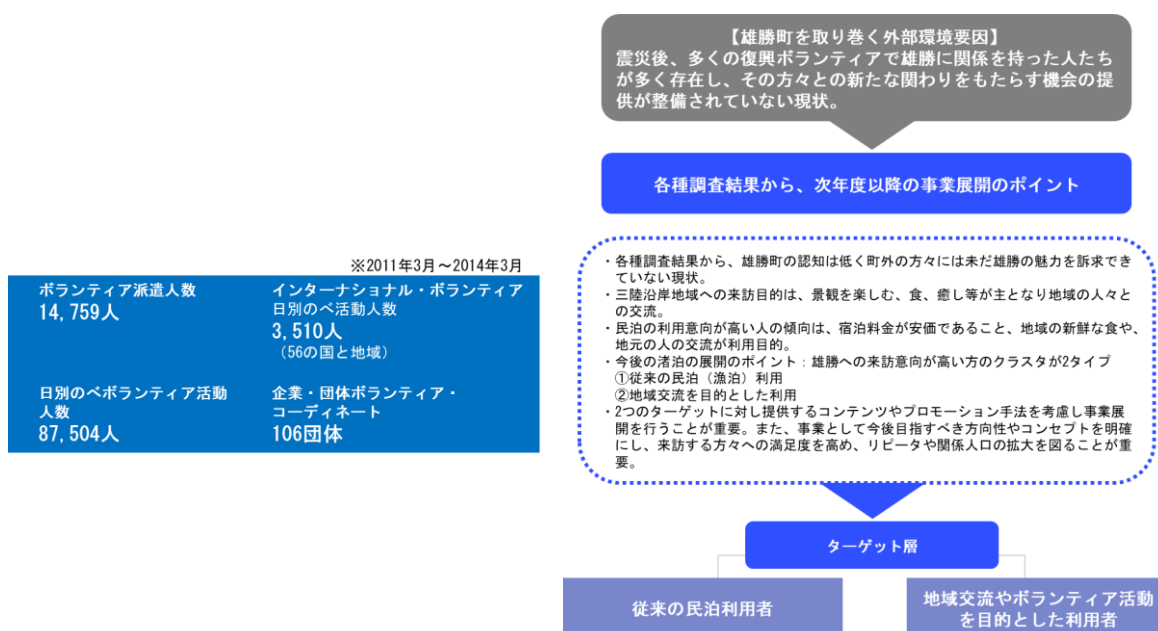 ※2011年3月～2014年3月
ボランティア派遣人数
14,759人
インターナショナル・ボランティア
日別のべ活動人数
3,510人
（56の国と地域）
日別のべボランティア活動
人数
87,504人
企業・団体ボランティア・
コーディネート
106団体
【雄勝町を取り巻く外部環境要因】
震災後、多くの復興ボランティアで雄勝に関係を持った人たち
が多く存在し、その方々との新たな関わりをもたらす機会の提
供が整備されていない現状。
各種調査結果から、次年度以降の事業展開のポイント
・各種調査結果から、雄勝町の認知は低く町外の方々には未だ雄勝の魅力を訴求でき
ていない現状。
・三陸沿岸地域への来訪目的は、景観を楽しむ、食、癒し等が主となり地域の人々と
の交流。
・民泊の利用意向が高い人の傾向は、宿泊料金が安価であること、地域の新鮮な食や、
地元の人の交流が利用目的。
・今後の渚泊の展開のポイント：雄勝への来訪意向が高い方のクラスタが2タイプ
①従来の民泊（漁泊）利用
②地域交流を目的とした利用
・2つのターゲットに対し提供するコンテンツやプロモーション手法を考慮し事業展
開を行うことが重要。また、事業として今後目指すべき方向性やコンセプトを明確
にし、来訪する方々への満足度を高め、リピータや関係人口の拡大を図ることが重
要。
ターゲット層
従来の民泊利用者
地域交流やボランティア活動
を目的とした利用者